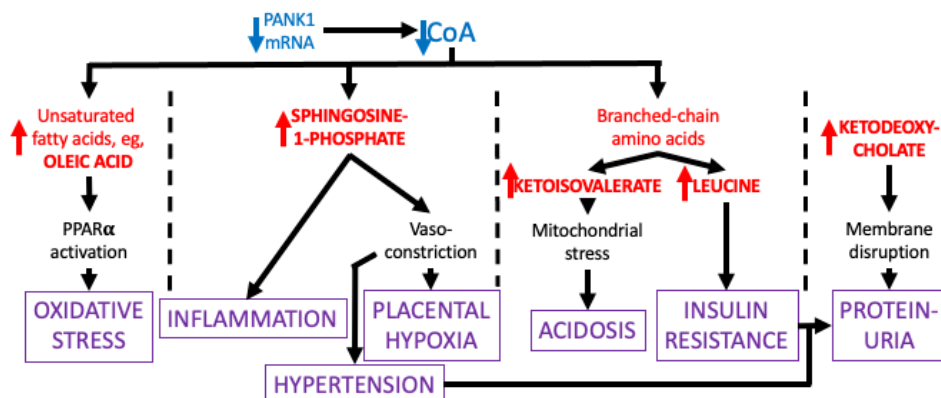 PANK1
mRNA
CoA
Unsaturated
fatty acids, eg,
OLEIC ACID
SPHINGOSINE-
1-PHOSPHATE
Branched-chain
amino acids
KETODEOXY-
CHOLATE
KETOISOVALERATE
LEUCINE
PPARα
activation
Vaso-
constriction
Mitochondrial
stress
Membrane
disruption
OXIDATIVE
STRESS
INFLAMMATION
PLACENTAL
HYPOXIA
ACIDOSIS
INSULIN
RESISTANCE
PROTEIN-
URIA
HYPERTENSION